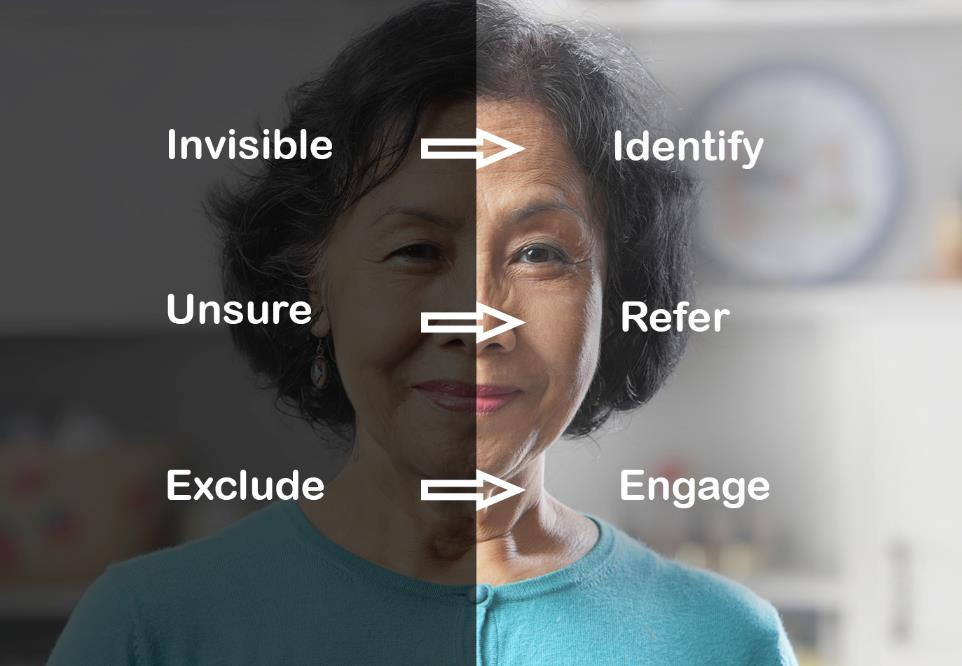 Invisible Identify
Unsure Refer
Exclude Engage